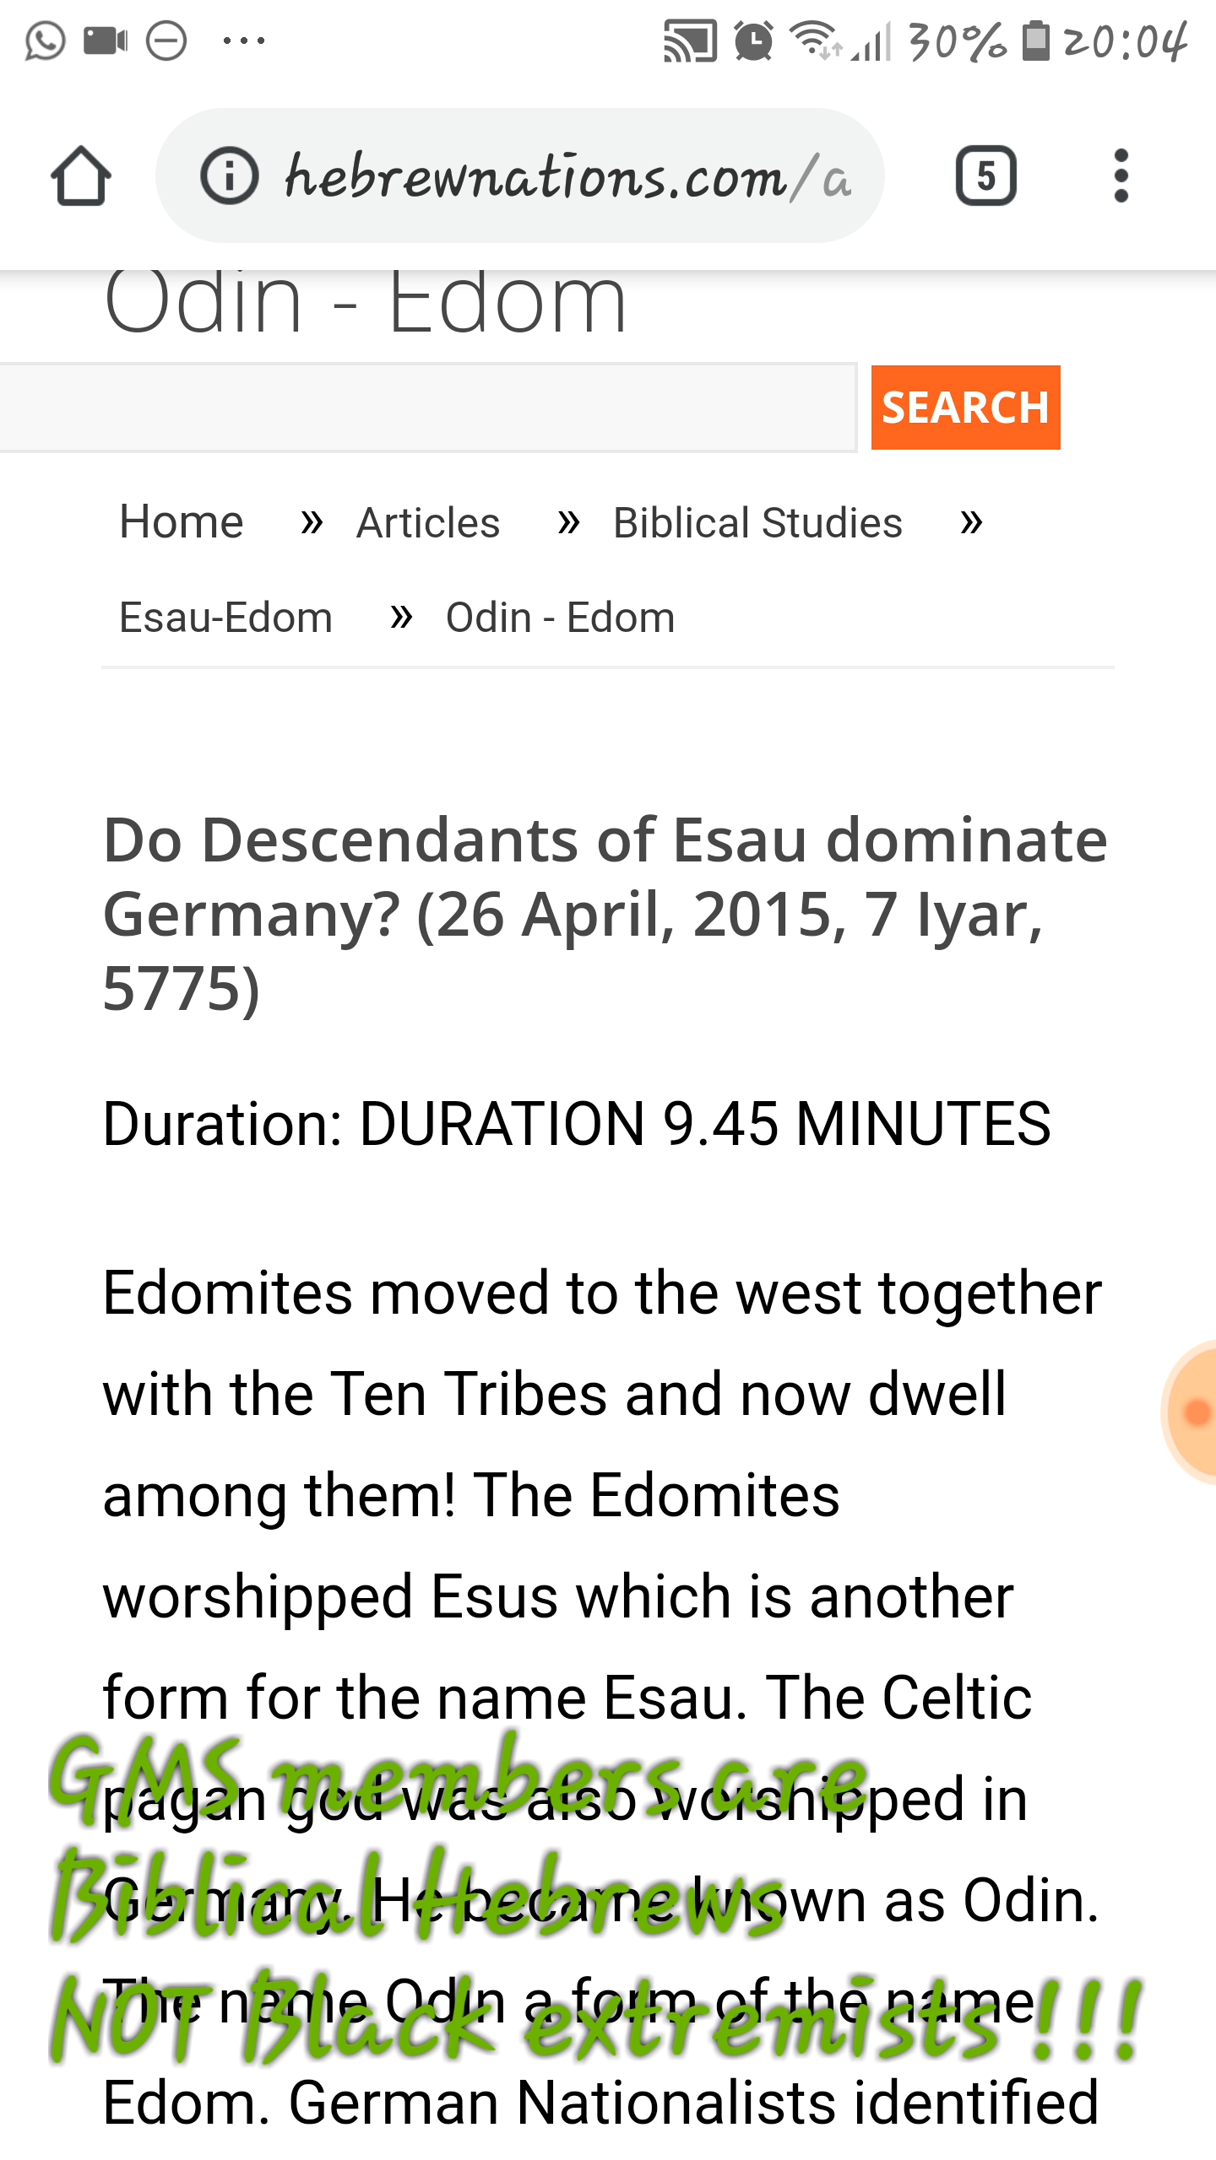 30% 20:04
hebrewnations.com/a
5
Odin - Edom
SEARCH
Home » Articles » Biblical Studies »
Esau-Edom » Odin - Edom
Do Descendants of Esau dominate
Germany? (26 April, 2015, 7 Iyar,
5775)
Duration: DURATION 9.45 MINUTES
Edomites moved to the west together
with the Ten Tribes and now dwell
among them! The Edomites
worshipped Esus which is another
form for the name Esau. The Celtic
pagan god was also worshipped in
Germany. He became known as Odin.
The name Odin a form of the name
Edom. German Nationalists identified
GMS members are
Biblical Hebrews
NOT Black extremists!!!